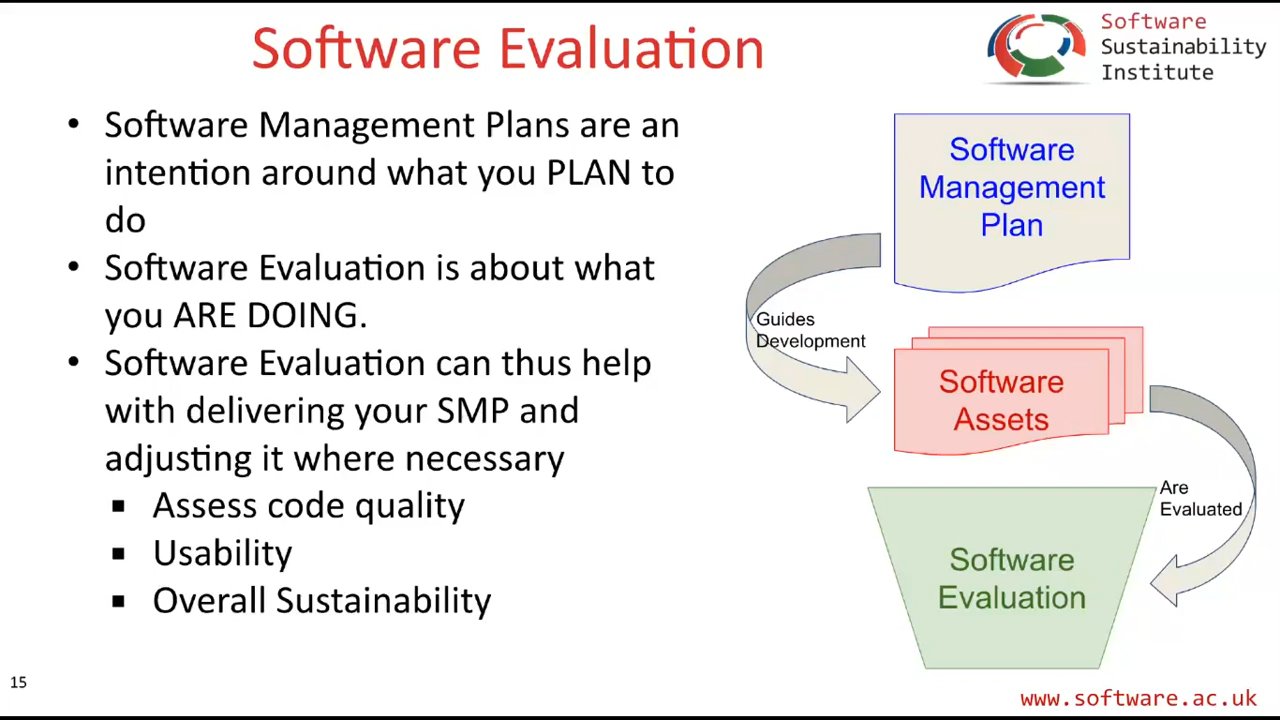 Software Evaluation
Software
Sustainability
Institute
• Software Management Plans are an
intention around what you PLAN to
do
• Software Evaluation is about what
you ARE DOING.
• Software Evaluation can thus help
with delivering your SMP and
adjusting it where necessary
▪ Assess code quality
▪ Usability
▪ Overall Sustainability
Software
Management
Plan
Guides
Development
Software
Assets
Are
Evaluated
Software
Evaluation
15
www.software.ac.uk